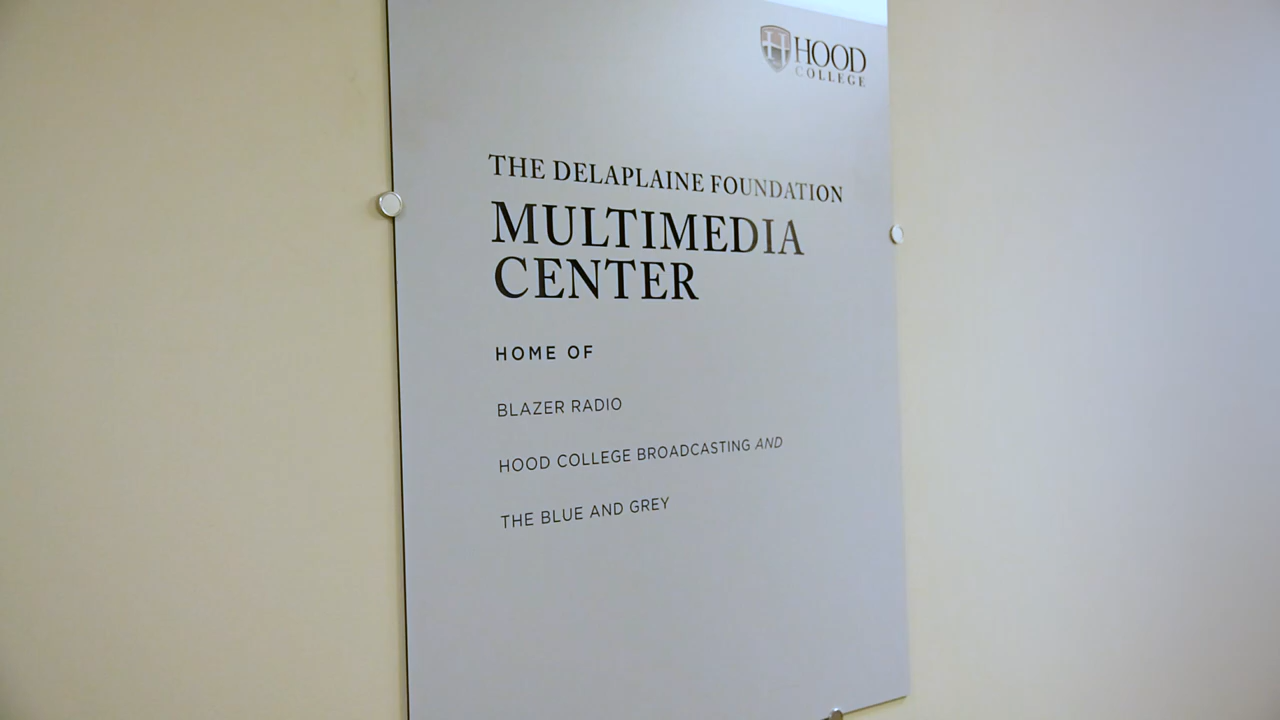 HOOD
COLLEGE
THE DELAPLAINE FOUNDATION
MULTIMEDIA
CENTER
HOME OF
BLAZER RADIO
HOOD COLLEGE BROADCASTING AND
THE BLUE AND GREY